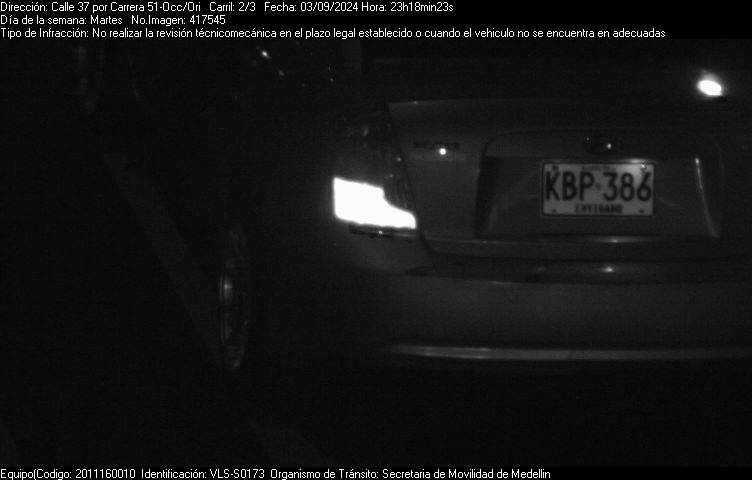 Dirección: Calle 37 por Carrera 51-Occ/Ori Carril: 2/3 Fecha: 03/09/2024 Hora: 23h18min23s
Día de la semana: Martes No.Imagen: 417545
Tipo de Infracción: No realizar la revisión técnicomecánica en el plazo legal establecido o cuando el vehiculo no se encuentra en adecuadas
KBP-386
ENVIGADO
Equipo(Codigo: 2011160010 Identificación: VLS-S0173 Organismo de Tránsito: Secretaria de Movilidad de Medellin